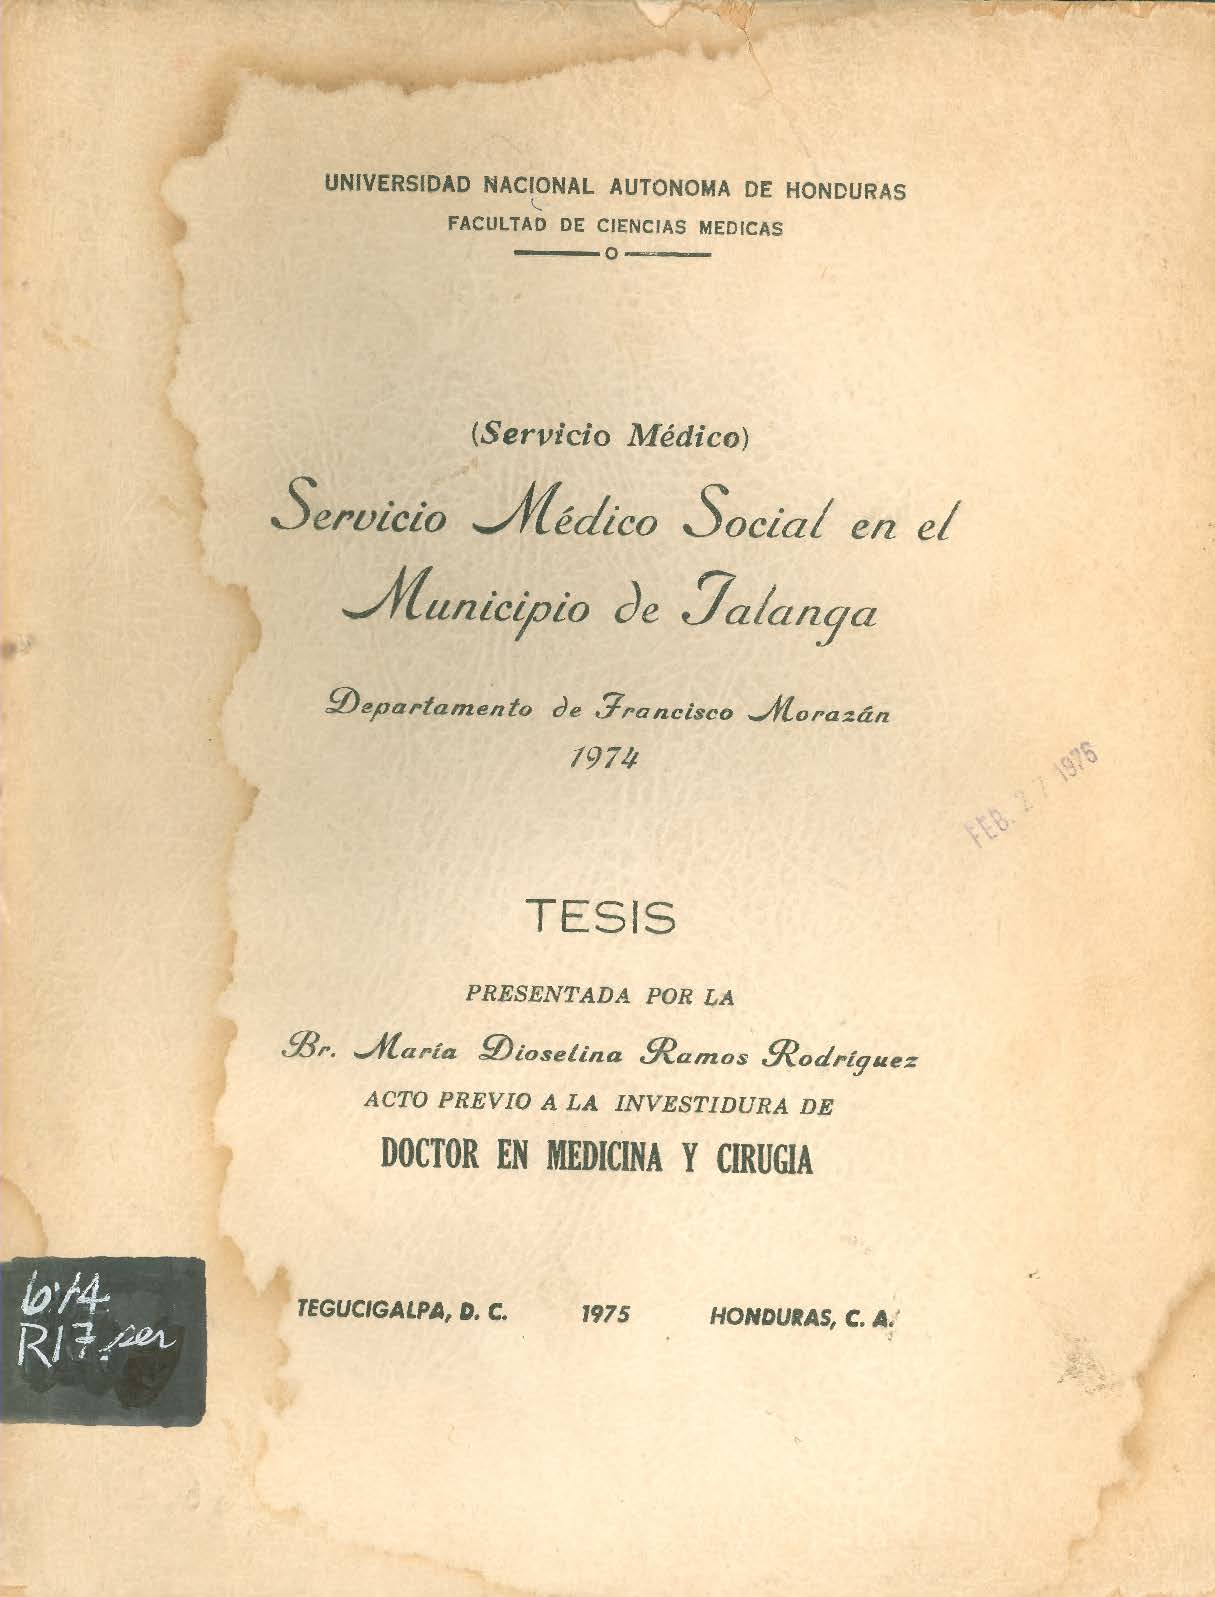 UNIVERSIDAD NACIONAL AUTONOMA DE HONDURAS
FACULTAD DE CIENCIAS MEDICAS
(Servicio Médico)
Servicio Médico Social en el
Municipio de Talanga
Departamento de Francisco Morazán
1974
FEB. 27 1976
TESIS
PRESENTADA POR LA
Br. María Dioselina Ramos Rodríguez
ACTO PREVIO A LA INVESTIDURA DE
DOCTOR EN MEDICINA Y CIRUGIA
614
R17.ser
TEGUCIGALPA, D. C. 1975 HONDURAS, C. A.